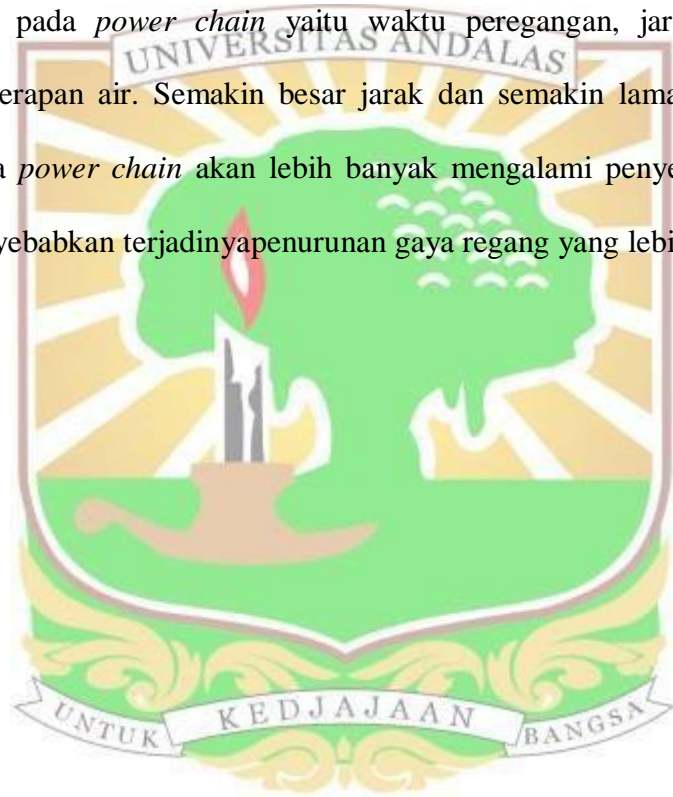 pada power chain yaitu waktu peregangan, jar
UNIVERSITAS ANDALAS
erapan air. Semakin besar jarak dan semakin lama
power chain akan lebih banyak mengalami penye
yebabkan terjadinyapenurunan gaya regang yang lebi
UNTUK KEDJAJAAN BANGSA